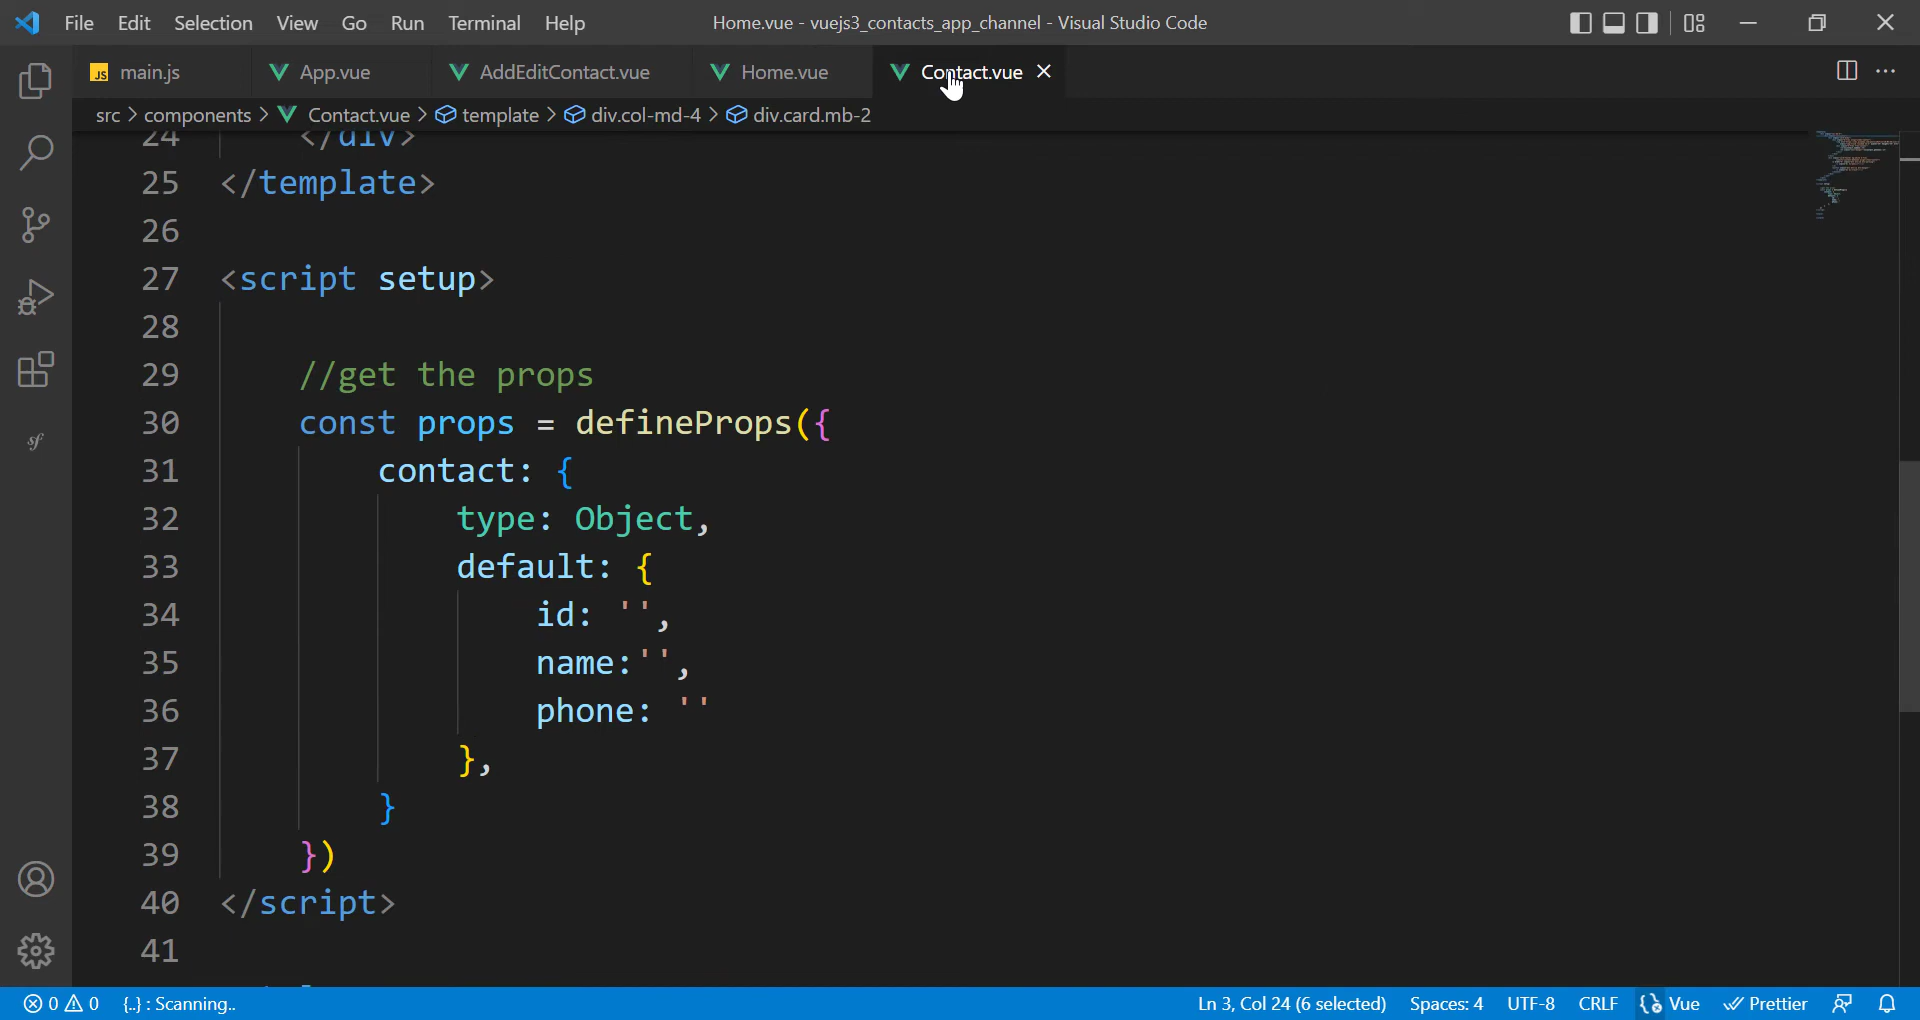 File Edit Selection View Go Run Terminal Help Home.vue - vuejs3_contacts_app_channel - Visual Studio Code
JS main.js App.vue AddEditContact.vue Home.vue Contact.vue
src > components > Contact.vue > template > div.col-md-4 > div.card.mb-2
24 </div>
25 </template>
26
27 <script setup>
28
29 //get the props
30 const props = defineProps({
31 contact: {
32 type: Object,
33 default: {
34 id: '',
35 name:'',
36 phone: ''
37 },
38 }
39 })
40 </script>
41
0 0 {..} : Scanning.. Ln 3, Col 24 (6 selected) Spaces: 4 UTF-8 CRLF Vue Prettier